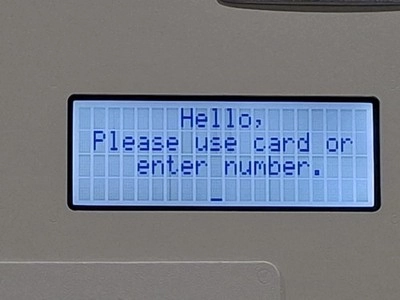 Hello,
Please use card or
enter number.
_